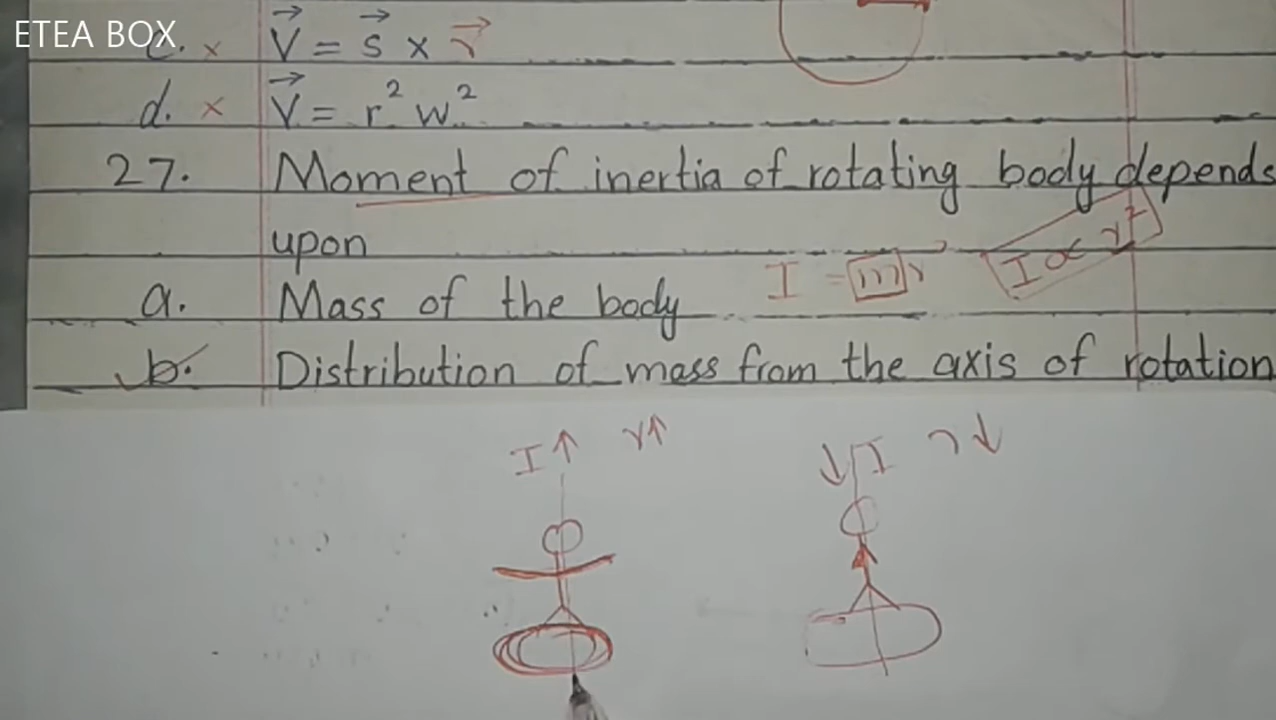 ETEA BOX
c. × V⃗ = s⃗ × r⃗
d. × V⃗ = r² w²
27. Moment of inertia of rotating body depends
upon
I ∝ r²
a. Mass of the body I = m r
b. Distribution of mass from the axis of rotation
I↑ r↑ ↓I r↓